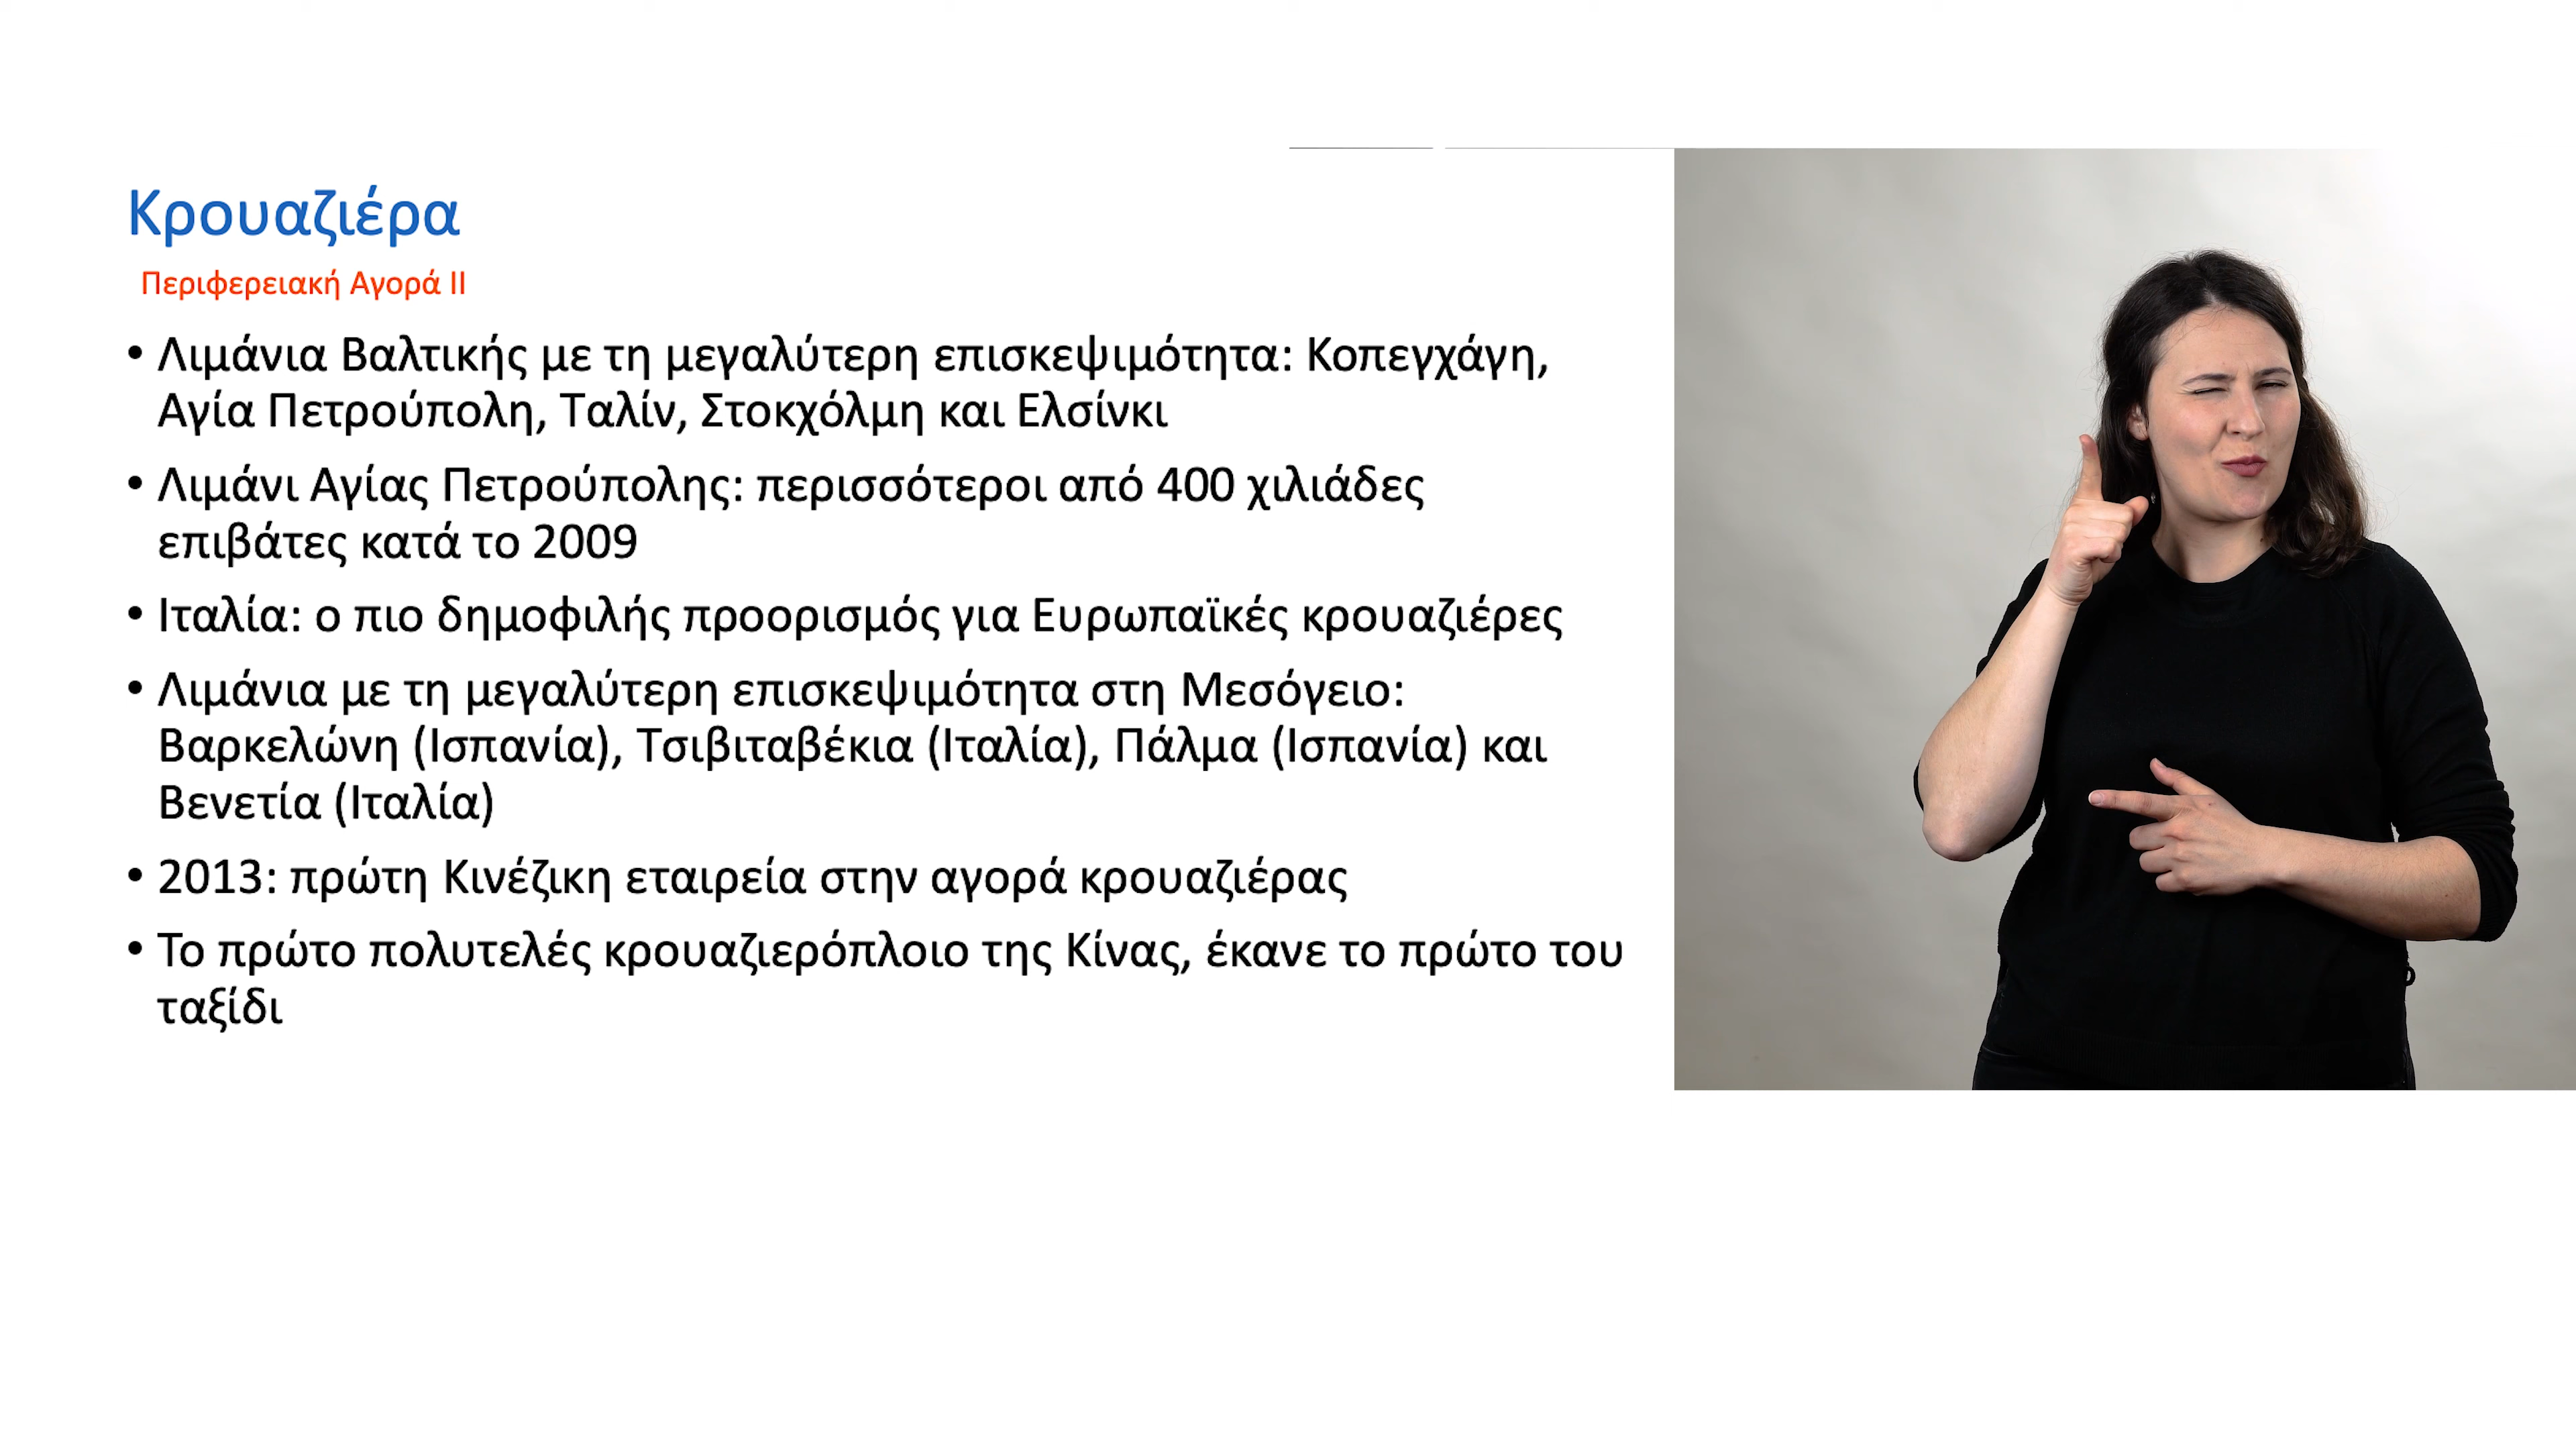 Κρουαζιέρα
Περιφερειακή Αγορά ΙΙ
• Λιμάνια Βαλτικής με τη μεγαλύτερη επισκεψιμότητα: Κοπεγχάγη,
Αγία Πετρούπολη, Ταλίν, Στοκχόλμη και Ελσίνκι
• Λιμάνι Αγίας Πετρούπολης: περισσότεροι από 400 χιλιάδες
επιβάτες κατά το 2009
• Ιταλία: ο πιο δημοφιλής προορισμός για Ευρωπαϊκές κρουαζιέρες
• Λιμάνια με τη μεγαλύτερη επισκεψιμότητα στη Μεσόγειο:
Βαρκελώνη (Ισπανία), Τσιβιταβέκια (Ιταλία), Πάλμα (Ισπανία) και
Βενετία (Ιταλία)
• 2013: πρώτη Κινέζικη εταιρεία στην αγορά κρουαζιέρας
• Το πρώτο πολυτελές κρουαζιερόπλοιο της Κίνας, έκανε το πρώτο του
ταξίδι